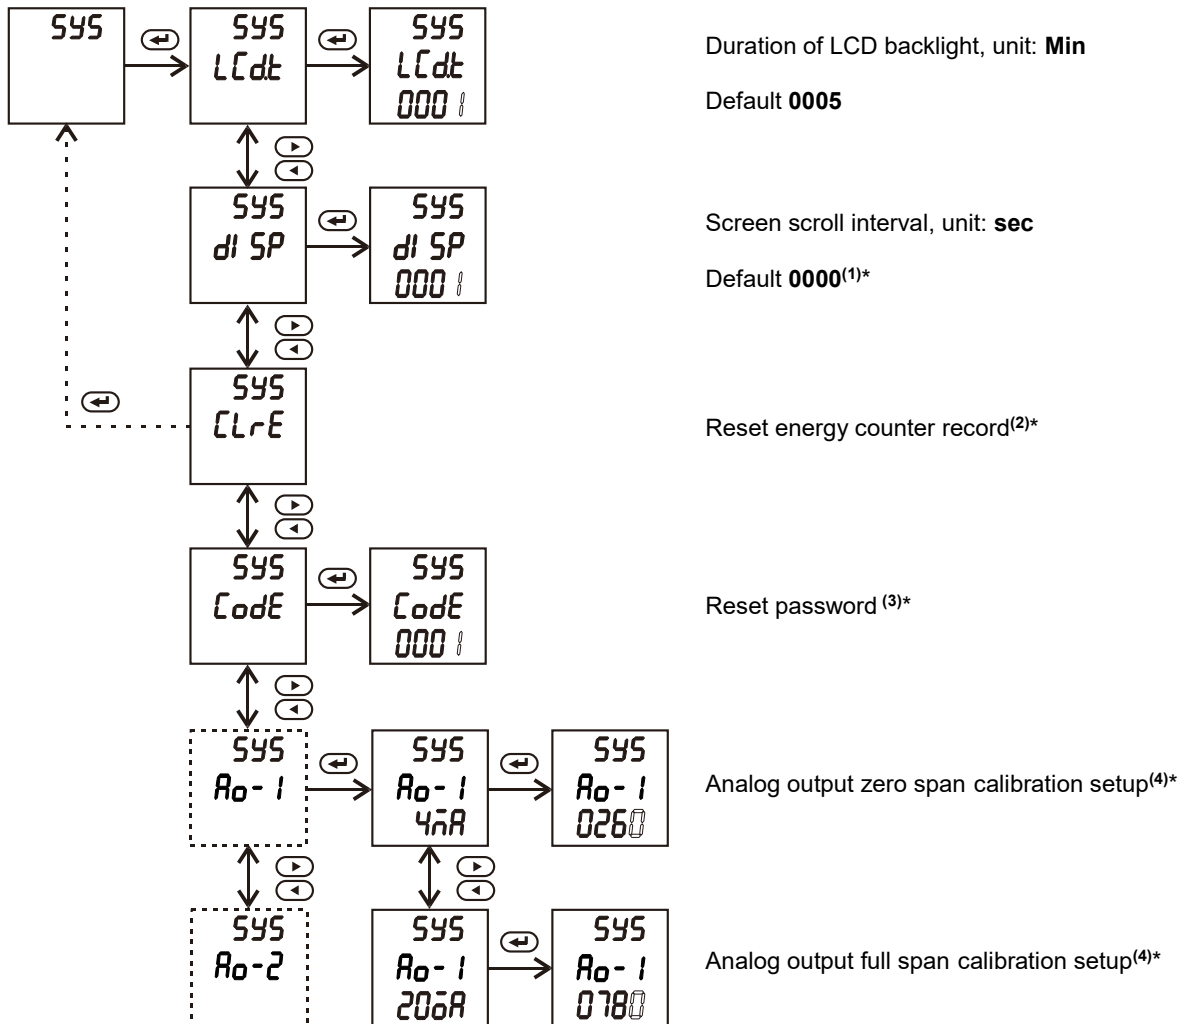 SYS SYS SYS
LCd.t LCd.t
0001
Duration of LCD backlight, unit: Min
Default 0005
SYS SYS
dISP dISP
0001
Screen scroll interval, unit: sec
Default 0000(1)*
SYS
CLrE
Reset energy counter record(2)*
SYS SYS
CodE CodE
0001
Reset password (3)*
SYS SYS SYS
Ao-1 Ao-1 Ao-1
4mA 0260
Analog output zero span calibration setup(4)*
SYS SYS SYS
Ao-2 Ao-1 Ao-1
20mA 0780
Analog output full span calibration setup(4)*